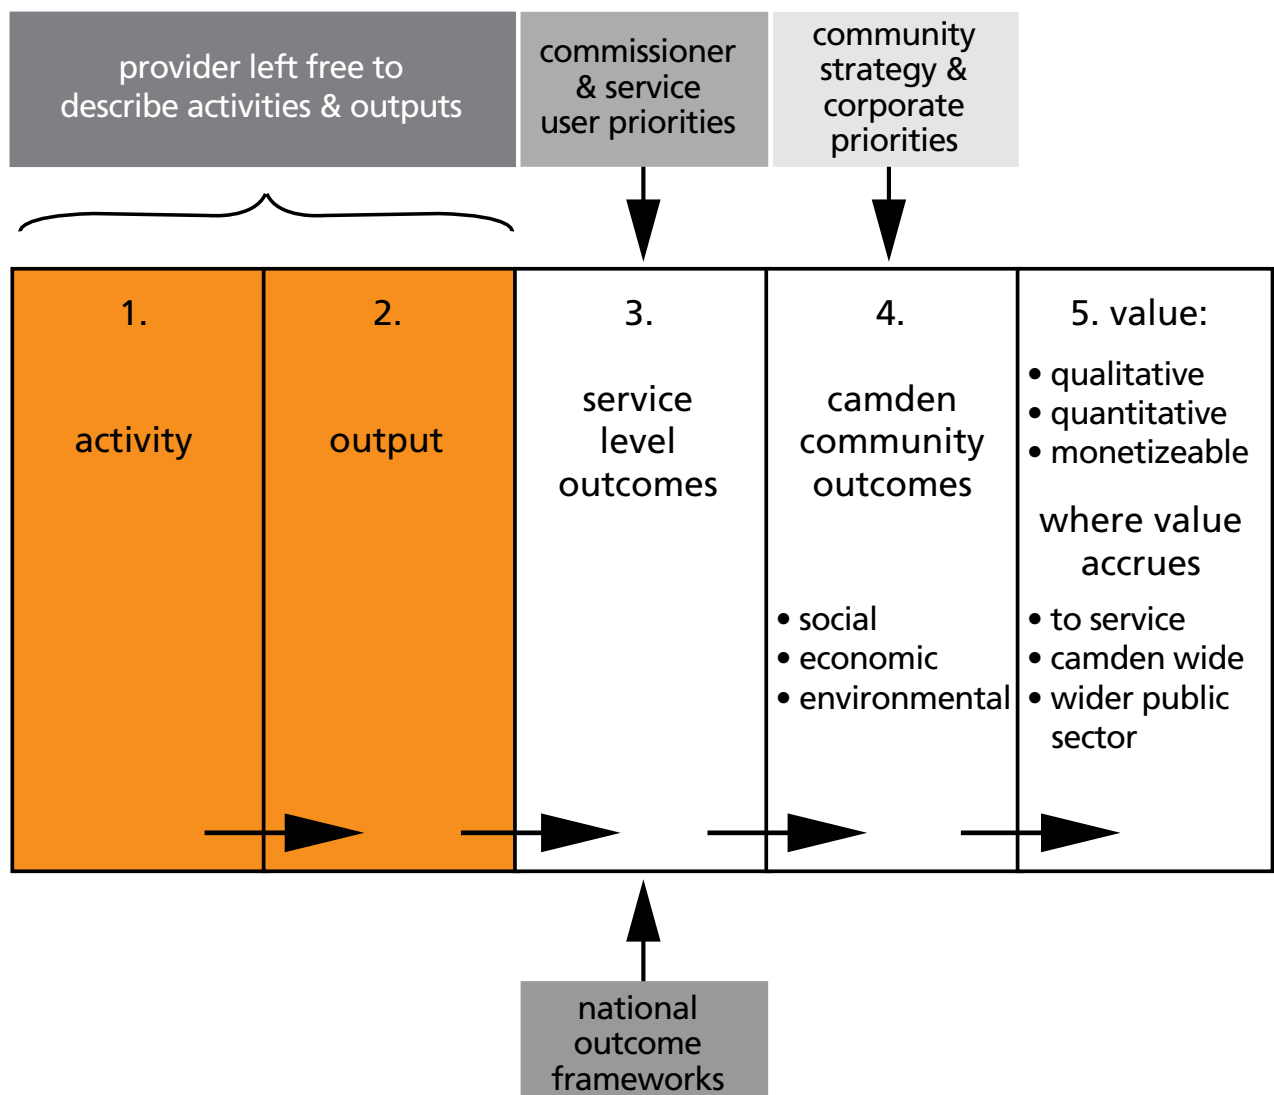 provider left free to
describe activities & outputs
commissioner
& service
user priorities
community
strategy &
corporate
priorities
1.
activity
2.
output
3.
service
level
outcomes
4.
camden
community
outcomes
• social
• economic
• environmental
5. value:
• qualitative
• quantitative
• monetizeable
where value
accrues
• to service
• camden wide
• wider public
sector
national
outcome
frameworks